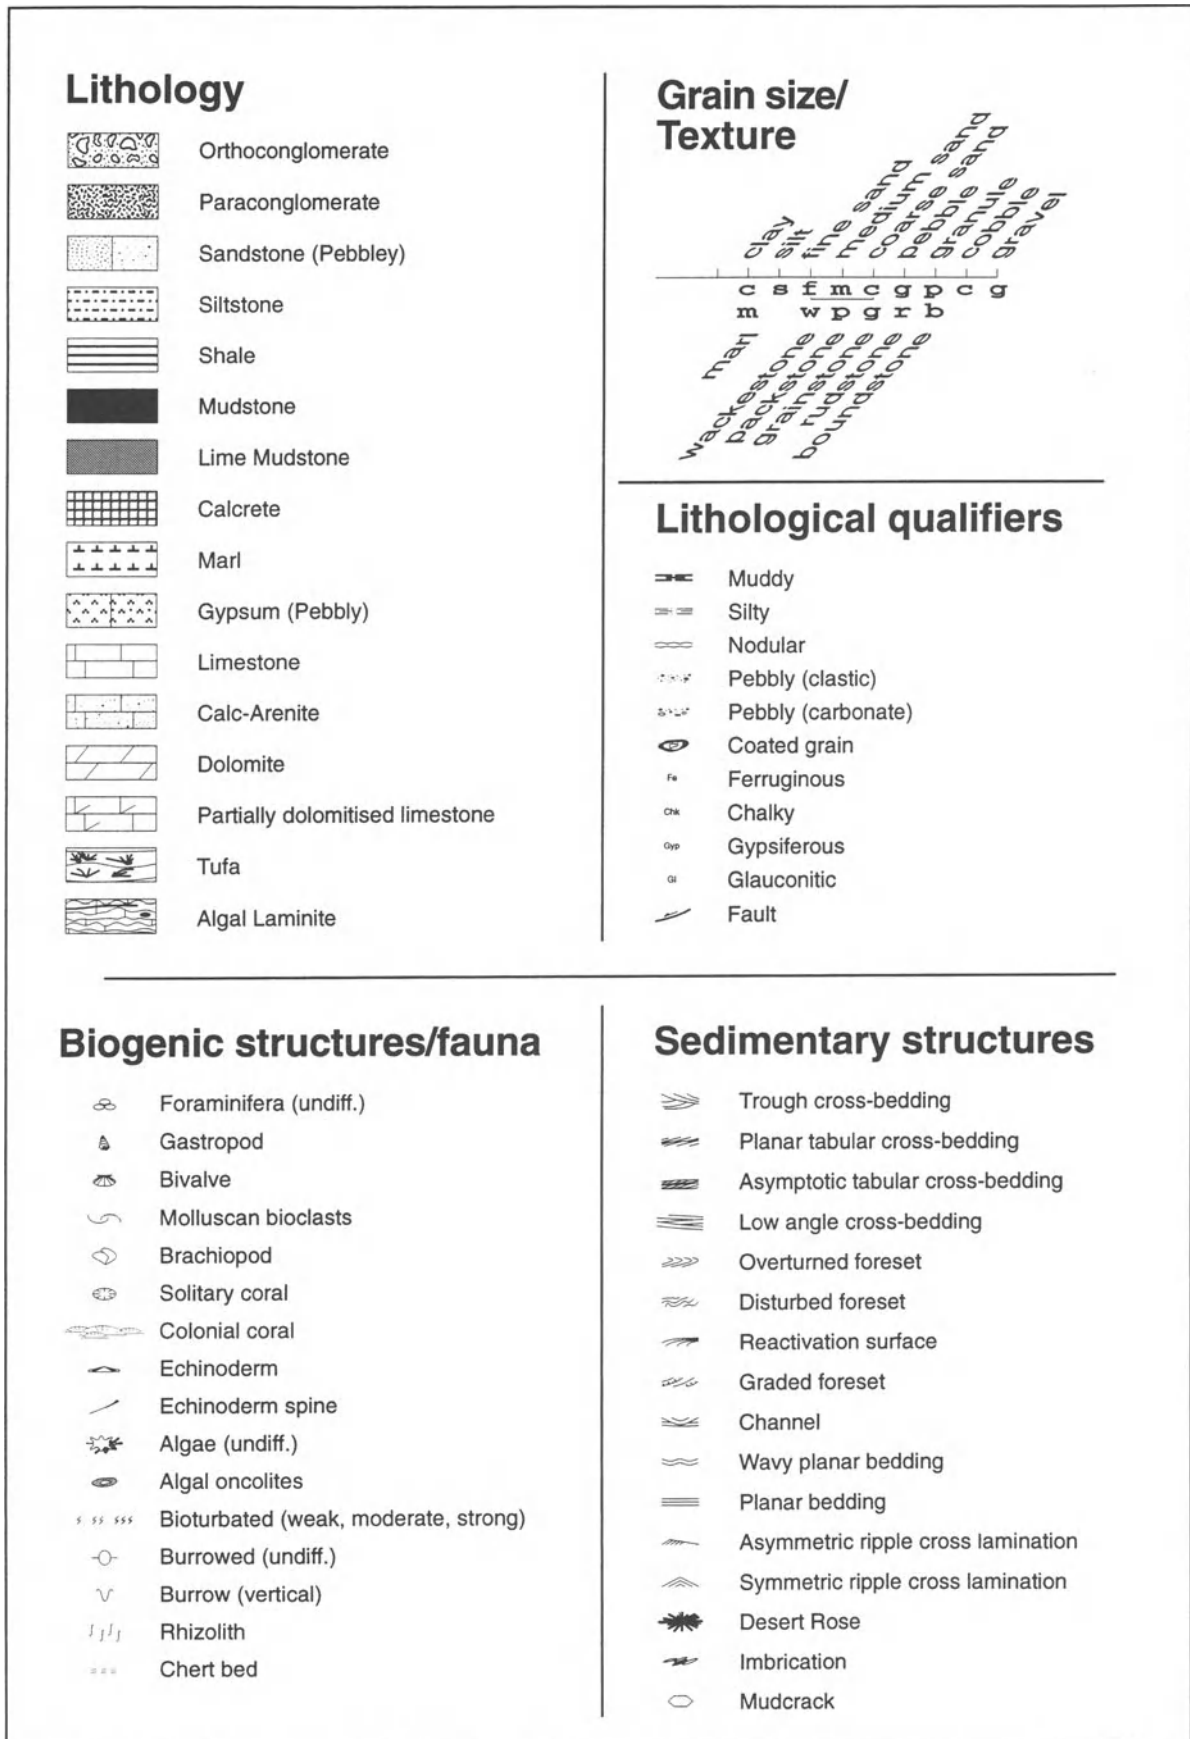 Lithology
Orthoconglomerate
Paraconglomerate
Sandstone (Pebbley)
Siltstone
Shale
Mudstone
Lime Mudstone
Calcrete
Marl
Gypsum (Pebbly)
Limestone
Calc-Arenite
Dolomite
Partially dolomitised limestone
Tufa
Algal Laminite
Grain size/
Texture
clay
silt
fine sand
medium sand
coarse sand
pebble
granule
cobble
gravel
c s f m c g p c g
m w p g r b
marl
wackestone
packstone
grainstone
rudstone
boundstone
Lithological qualifiers
Muddy
Silty
Nodular
Pebbly (clastic)
Pebbly (carbonate)
Coated grain
Fe Ferruginous
Chk Chalky
Gyp Gypsiferous
Gl Glauconitic
Fault
Biogenic structures/fauna
Foraminifera (undiff.)
Gastropod
Bivalve
Molluscan bioclasts
Brachiopod
Solitary coral
Colonial coral
Echinoderm
Echinoderm spine
Algae (undiff.)
Algal oncolites
Bioturbated (weak, moderate, strong)
Burrowed (undiff.)
Burrow (vertical)
Rhizolith
Chert bed
Sedimentary structures
Trough cross-bedding
Planar tabular cross-bedding
Asymptotic tabular cross-bedding
Low angle cross-bedding
Overturned foreset
Disturbed foreset
Reactivation surface
Graded foreset
Channel
Wavy planar bedding
Planar bedding
Asymmetric ripple cross lamination
Symmetric ripple cross lamination
Desert Rose
Imbrication
Mudcrack